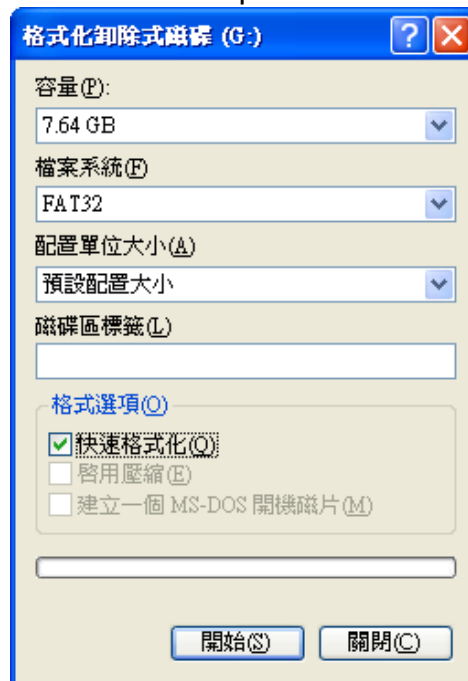 格式化卸除式磁碟 (G:)
容量(P):
7.64 GB
檔案系統(F)
FAT32
配置單位大小(A)
預設配置大小
磁碟區標籤(L)
格式選項(O)
快速格式化(Q)
啓用壓縮(E)
建立一個 MS-DOS 開機磁片(M)
開始(S)
關閉(C)